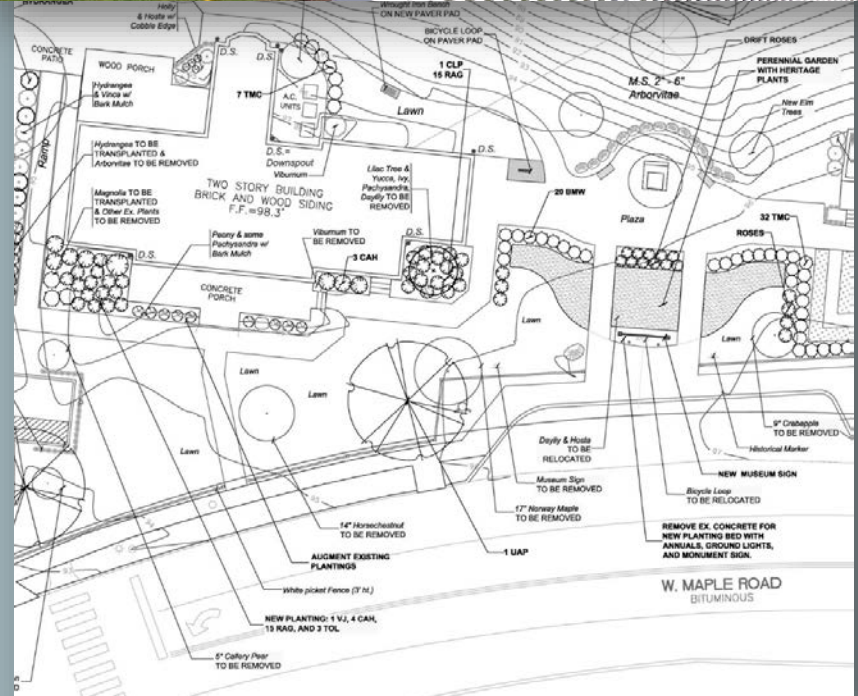 Holly
& Hosta w/
Cobble Edge
Wrought Iron Bench
ON NEW PAVER PAD
BICYCLE LOOP
ON PAVER PAD
DRIFT ROSES
PERENNIAL GARDEN
WITH HERITAGE
PLANTS
CONCRETE
PATIO
WOOD PORCH
D.S.
D.S.
1 CLP
15 RAG
M.S. 2" - 6"
Arborvitae
New Elm
Trees
Hydrangea
& Vinca w/
Bark Mulch
7 TMC
A.C.
UNITS
Lawn
Ramp
Hydrangea TO BE
TRANSPLANTED &
Arborvitae TO BE REMOVED
D.S.=
Downspout
Viburnum
D.S.
TWO STORY BUILDING
BRICK AND WOOD SIDING
F.F.=98.3'
Lilac Tree &
Yucca, Ivy,
Pachysandra,
Daylily TO BE
REMOVED
Magnolia TO BE
TRANSPLANTED
& Other Ex. Plants
TO BE REMOVED
20 BMW
Plaza
32 TMC
ROSES
Peony & some
Pachysandra w/
Bark Mulch
Viburnum TO
BE REMOVED
D.S.
D.S.
3 CAH
CONCRETE
PORCH
Lawn
Lawn
Lawn
Lawn
Lawn
9" Crabapple
TO BE REMOVED
Historical Marker
Daylily & Hosta
TO BE
RELOCATED
Museum Sign
TO BE REMOVED
NEW MUSEUM SIGN
Bicycle Loop
TO BE RELOCATED
17" Norway Maple
TO BE REMOVED
14" Horsechestnut
TO BE REMOVED
REMOVE EX. CONCRETE FOR
NEW PLANTING BED WITH
ANNUALS, GROUND LIGHTS,
AND MONUMENT SIGN.
1 UAP
AUGMENT EXISTING
PLANTINGS
White picket Fence (3' ht.)
W. MAPLE ROAD
BITUMINOUS
NEW PLANTING: 1 VJ, 4 CAH,
15 RAG, AND 3 TOL
5" Callery Pear
TO BE REMOVED